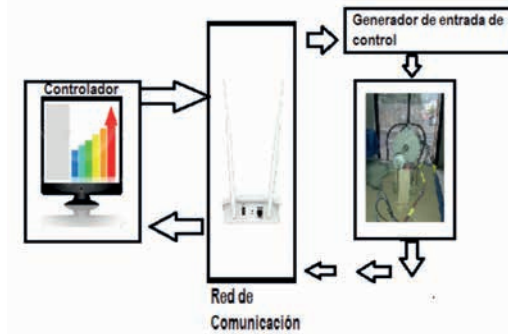 Generador de entrada de
control
Controlador
Red de
Comunicación